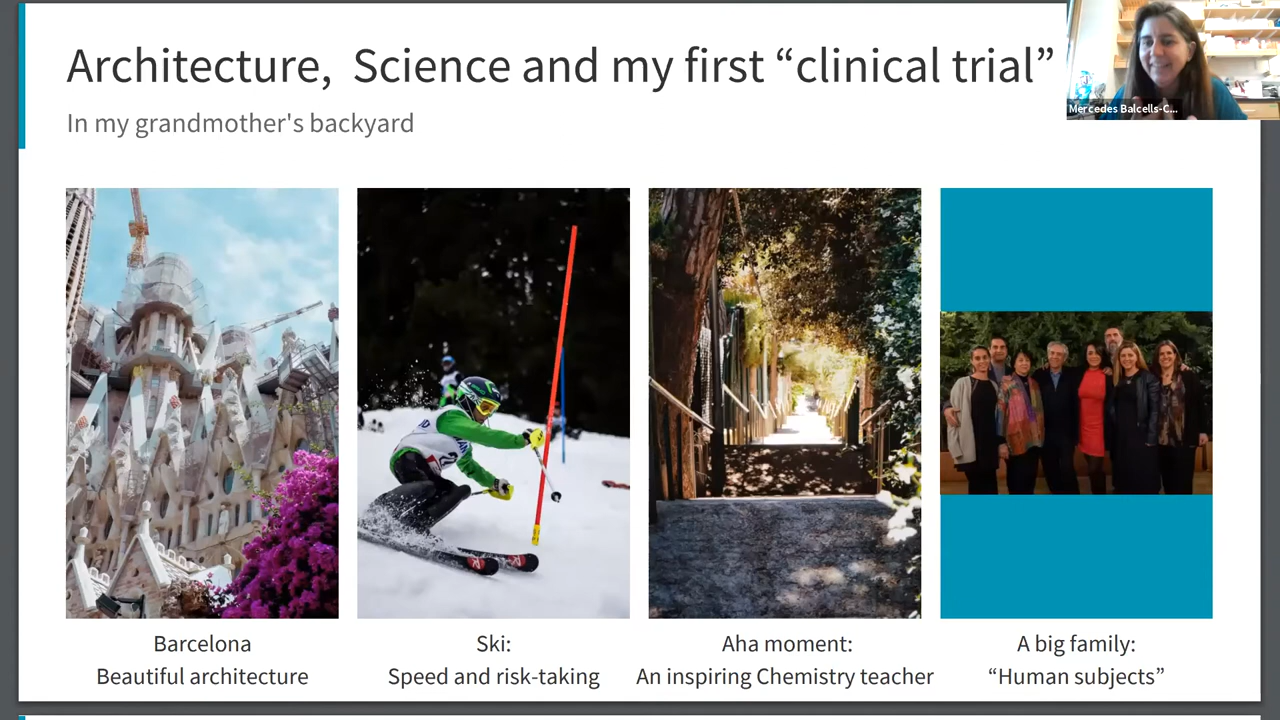 Architecture,  Science and my first “clinical trial”
In my grandmother's backyard
Mercedes Balcells-C...
Barcelona
Beautiful architecture
Ski:
Speed and risk-taking
Aha moment:
An inspiring Chemistry teacher
A big family:
“Human subjects”